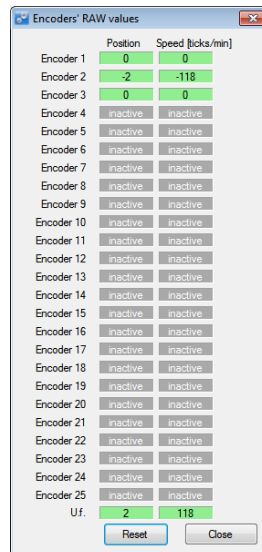 Encoders' RAW values
Position Speed [ticks/min]
Encoder 1 0 0
Encoder 2 -2 -118
Encoder 3 0 0
Encoder 4 inactive inactive
Encoder 5 inactive inactive
Encoder 6 inactive inactive
Encoder 7 inactive inactive
Encoder 8 inactive inactive
Encoder 9 inactive inactive
Encoder 10 inactive inactive
Encoder 11 inactive inactive
Encoder 12 inactive inactive
Encoder 13 inactive inactive
Encoder 14 inactive inactive
Encoder 15 inactive inactive
Encoder 16 inactive inactive
Encoder 17 inactive inactive
Encoder 18 inactive inactive
Encoder 19 inactive inactive
Encoder 20 inactive inactive
Encoder 21 inactive inactive
Encoder 22 inactive inactive
Encoder 23 inactive inactive
Encoder 24 inactive inactive
Encoder 25 inactive inactive
U.f. 2 118
Reset Close